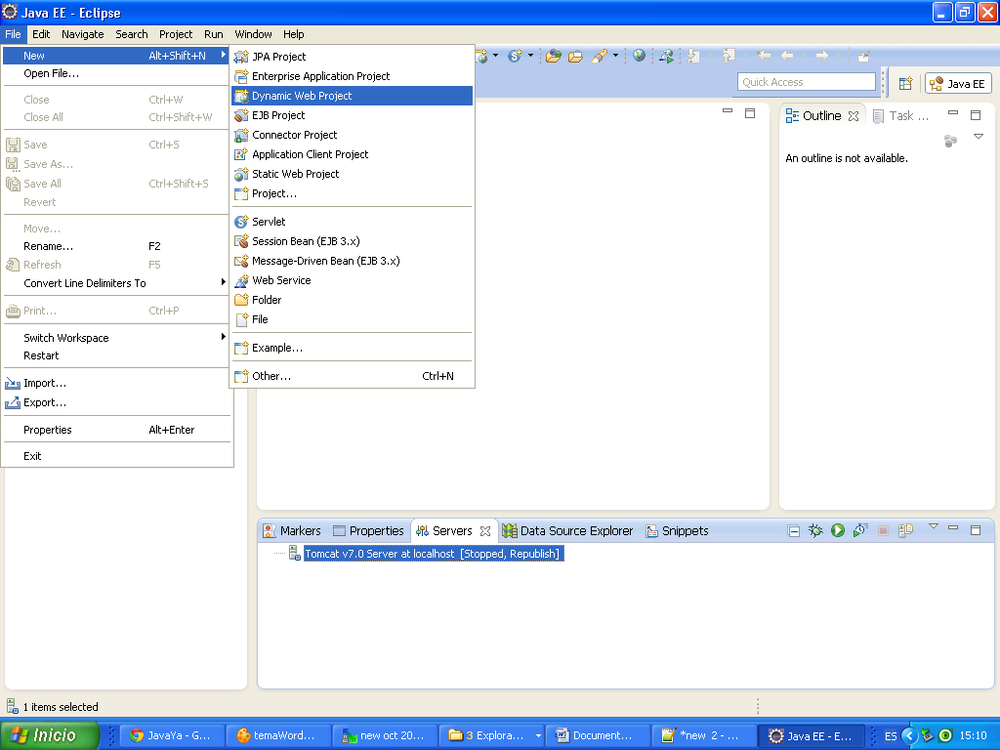 Java EE - Eclipse
File Edit Navigate Search Project Run Window Help
New Alt+Shift+N
Open File...
Close Ctrl+W
Close All Ctrl+Shift+W
Save Ctrl+S
Save As...
Save All Ctrl+Shift+S
Revert
Move...
Rename... F2
Refresh F5
Convert Line Delimiters To
Print... Ctrl+P
Switch Workspace
Restart
Import...
Export...
Properties Alt+Enter
Exit
JPA Project
Enterprise Application Project
Dynamic Web Project
EJB Project
Connector Project
Application Client Project
Static Web Project
Project...
Servlet
Session Bean (EJB 3.x)
Message-Driven Bean (EJB 3.x)
Web Service
Folder
File
Example...
Other... Ctrl+N
Quick Access
Java EE
Outline Task ...
An outline is not available.
Markers Properties Servers Data Source Explorer Snippets
Tomcat v7.0 Server at localhost [Stopped, Republish]
1 items selected
Inicio JavaYa - G... temaWord... new oct 20... 3 Explora... Document... *new 2 - ... Java EE - E... ES 15:10